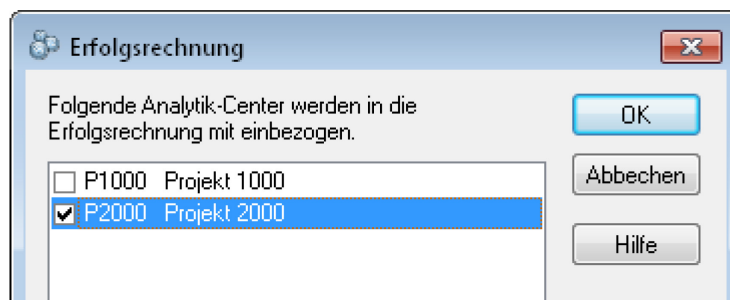 Erfolgsrechnung
Folgende Analytik-Center werden in die
Erfolgsrechnung mit einbezogen.
OK
P1000 Projekt 1000
Abbechen
P2000 Projekt 2000
Hilfe